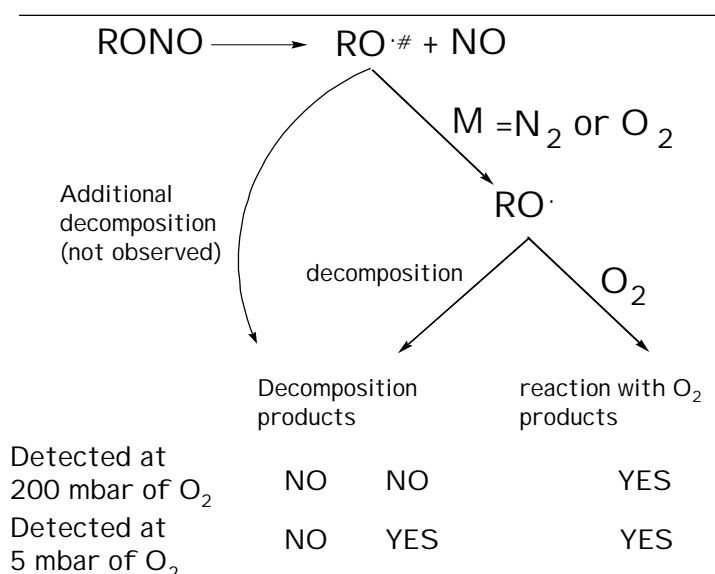 RONO → RO·# + NO
M = N2 or O2
Additional
decomposition
(not observed)
RO·
decomposition
O2
Decomposition
products
reaction with O2
products
Detected at
200 mbar of O2
NO NO YES
Detected at
5 mbar of O2
NO YES YES